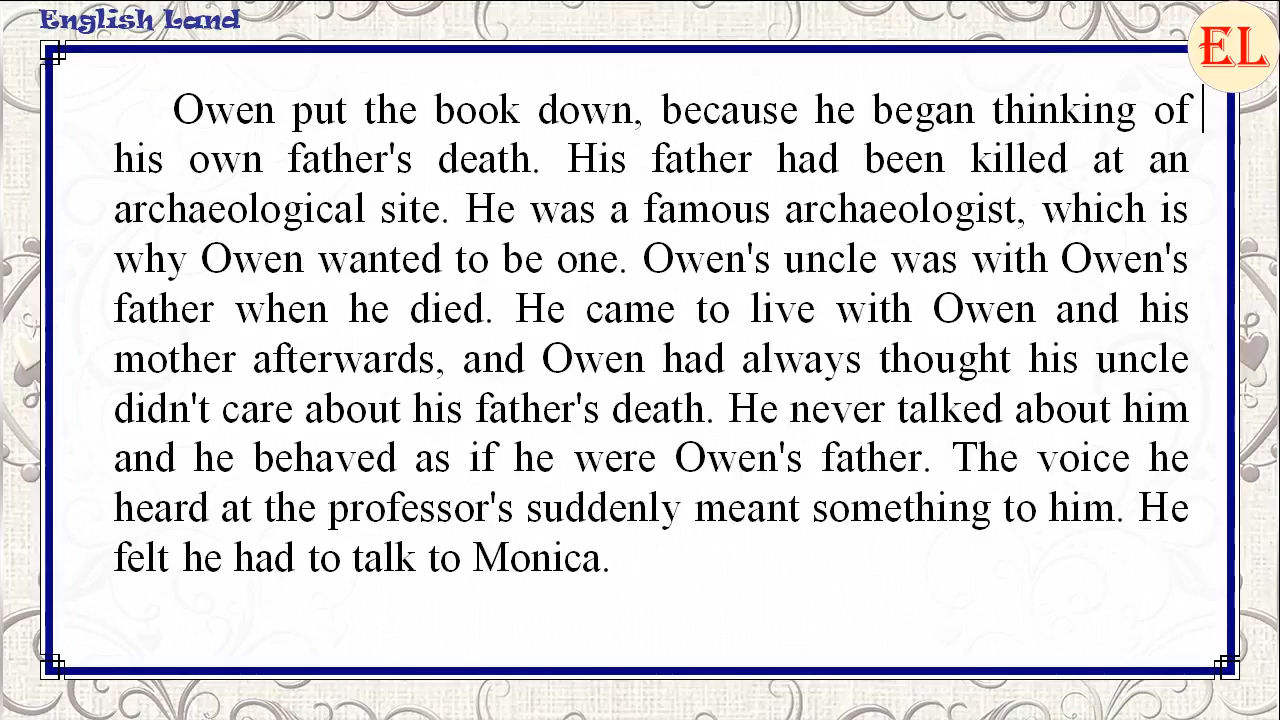 English Land
EL
Owen put the book down, because he began thinking of
his own father's death. His father had been killed at an
archaeological site. He was a famous archaeologist, which is
why Owen wanted to be one. Owen's uncle was with Owen's
father when he died. He came to live with Owen and his
mother afterwards, and Owen had always thought his uncle
didn't care about his father's death. He never talked about him
and he behaved as if he were Owen's father. The voice he
heard at the professor's suddenly meant something to him. He
felt he had to talk to Monica.